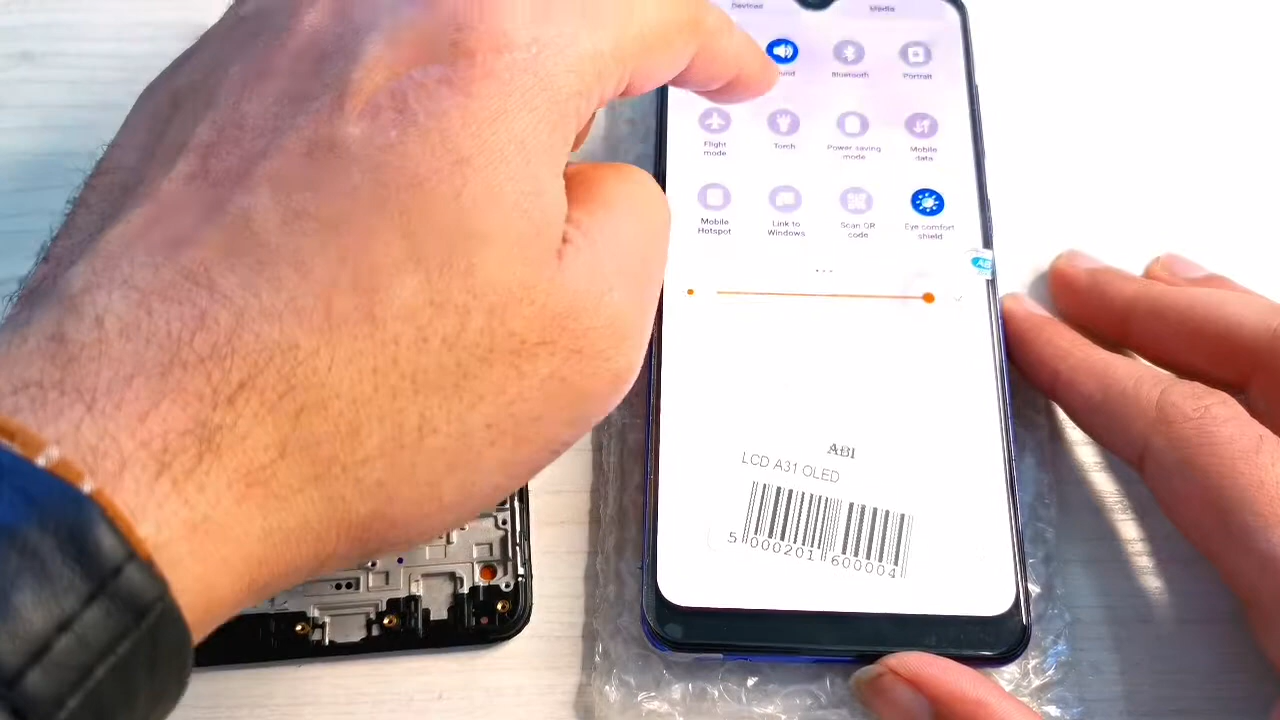 Devices Media
Bluetooth Portrait
Flight mode Torch Power saving mode Mobile data
Mobile Hotspot Link to Windows Scan QR code Eye comfort shield
ABI
LCD A31 OLED
5 000201 600004